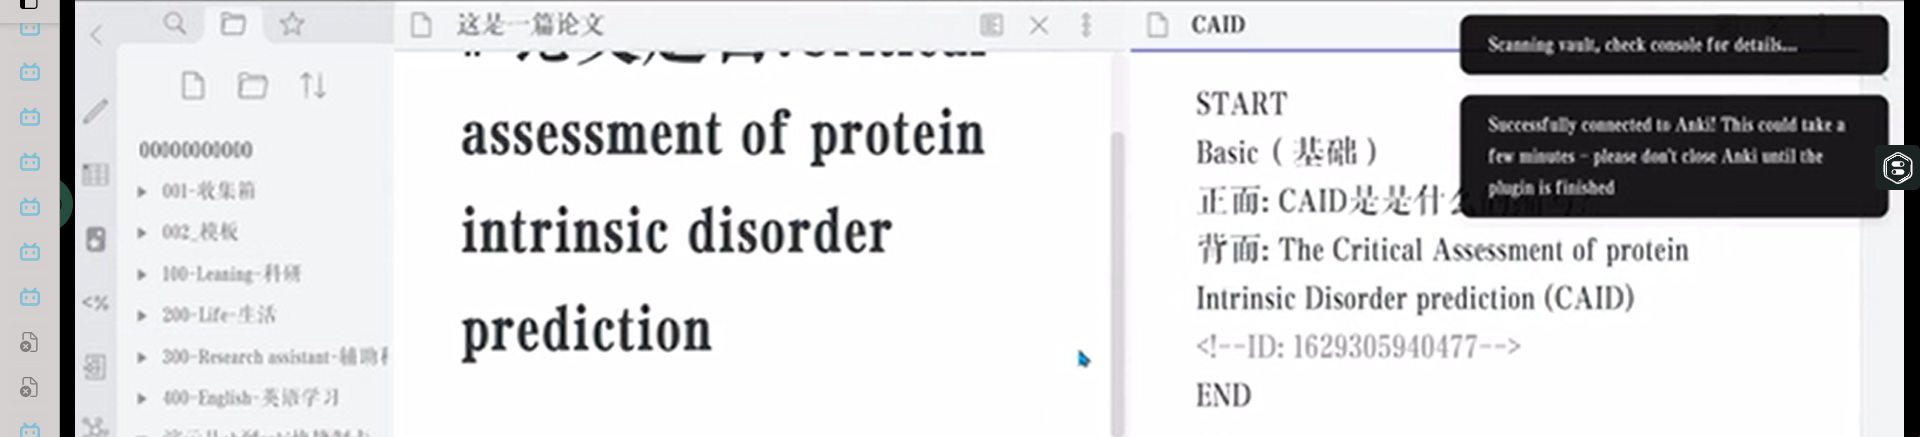 这是一篇论文
CAID
Scanning vault, check console for details...
Successfully connected to Anki! This could take a
few minutes - please don't close Anki until the
plugin is finished
00000000000
001-收集箱
002_模板
100-Leaning-科研
200-Life-生活
300-Research assistant-辅助
400-English-英语学习
assessment of protein
intrinsic disorder
prediction
START
Basic ( 基础 )
正面: CAID是是什么
背面: The Critical Assessment of protein
Intrinsic Disorder prediction (CAID)
<!--ID: 1629305940477-->
END